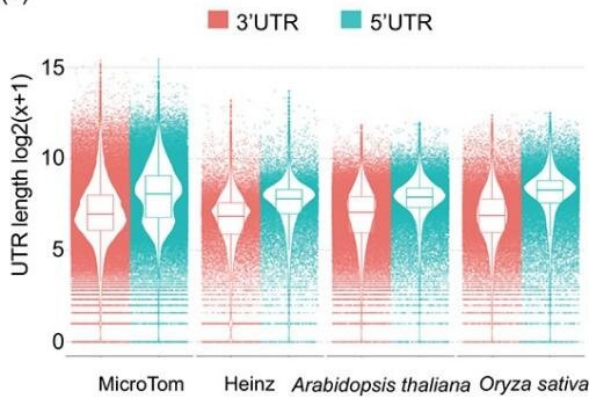 3'UTR 5'UTR
UTR length log2(x+1)
15
10
5
0
MicroTom Heinz Arabidopsis thaliana Oryza sativa